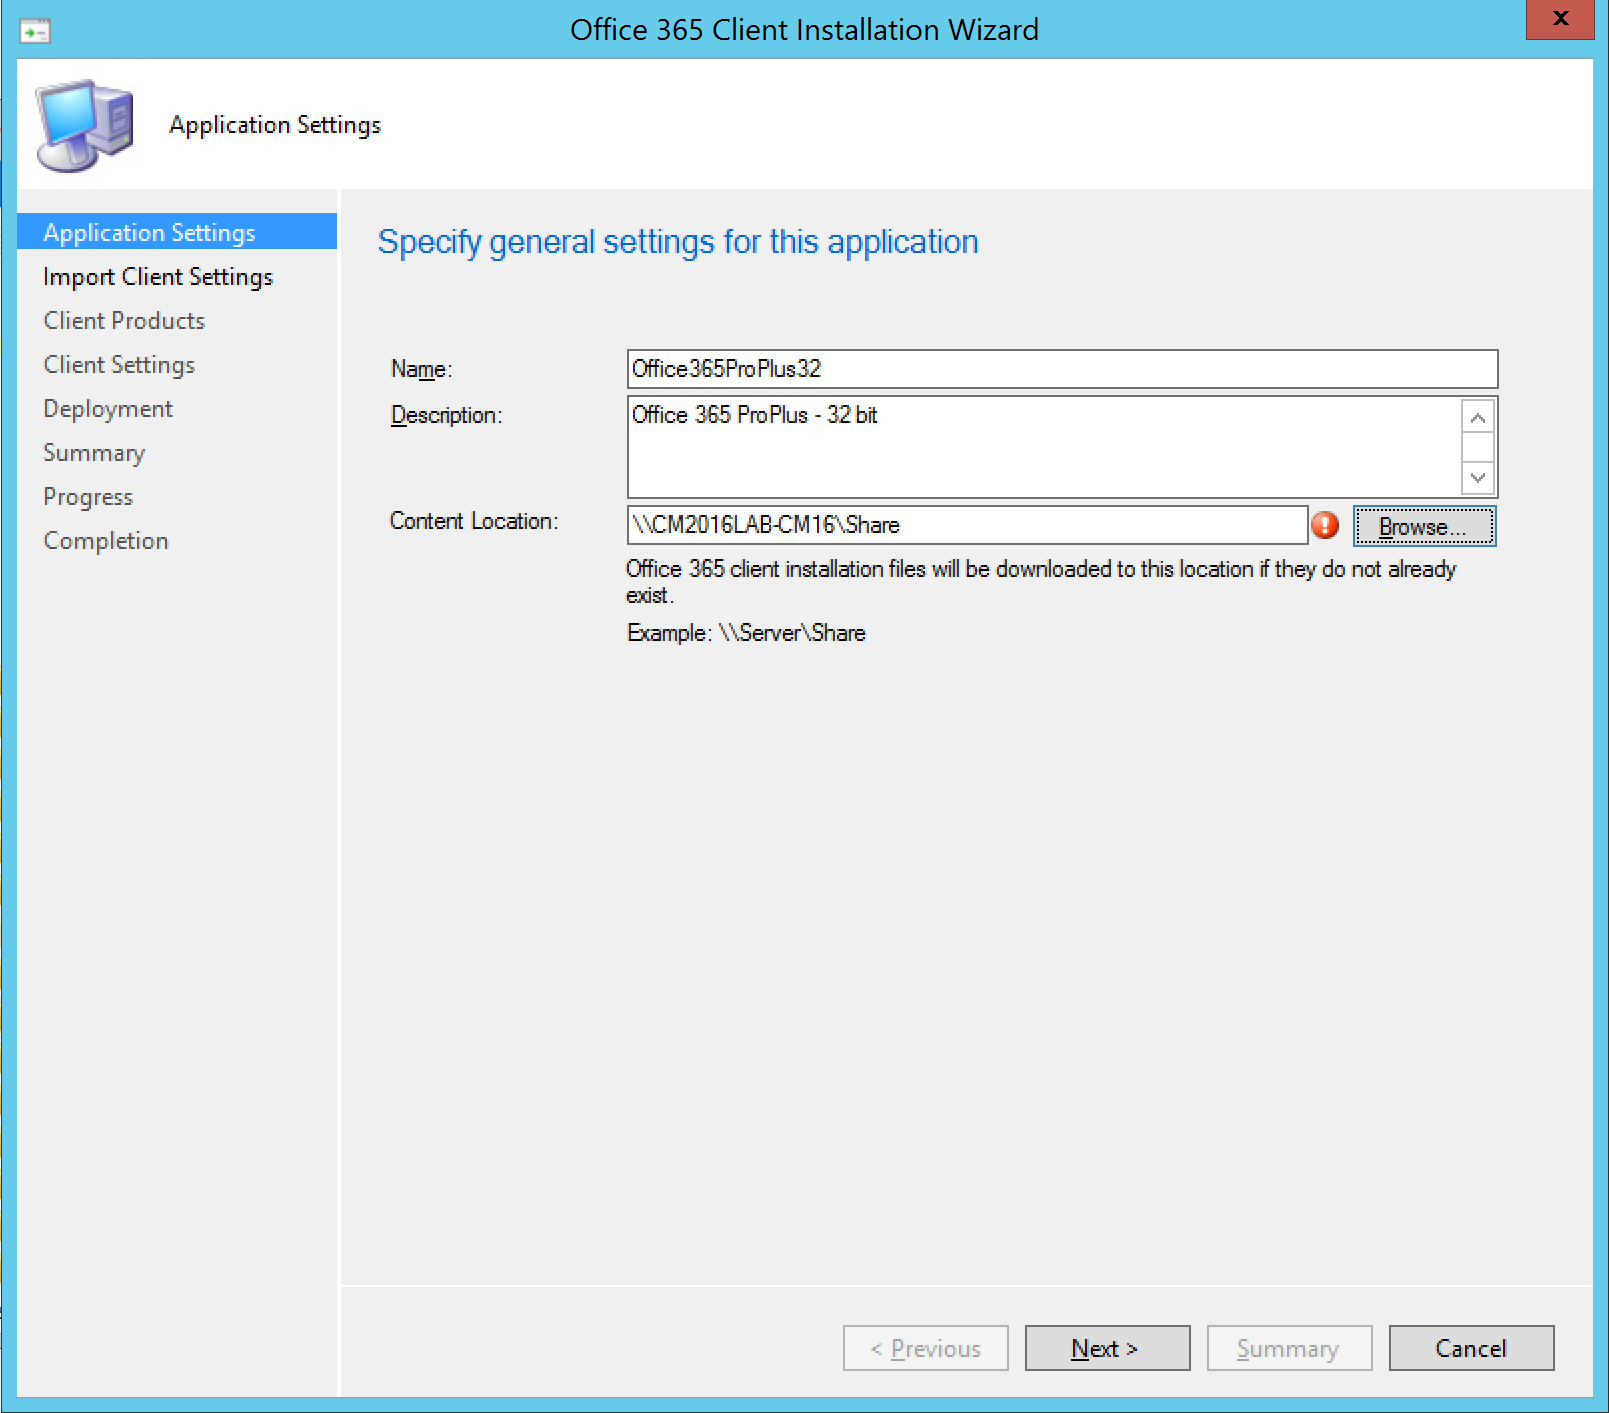 Office 365 Client Installation Wizard
x
Application Settings
Application Settings
Import Client Settings
Client Products
Client Settings
Deployment
Summary
Progress
Completion
Specify general settings for this application
Name: Office365ProPlus32
Description: Office 365 ProPlus - 32 bit
Content Location: \\CM2016LAB-CM16\Share ! Browse...
Office 365 client installation files will be downloaded to this location if they do not already
exist.
Example: \\Server\Share
< Previous Next > Summary Cancel